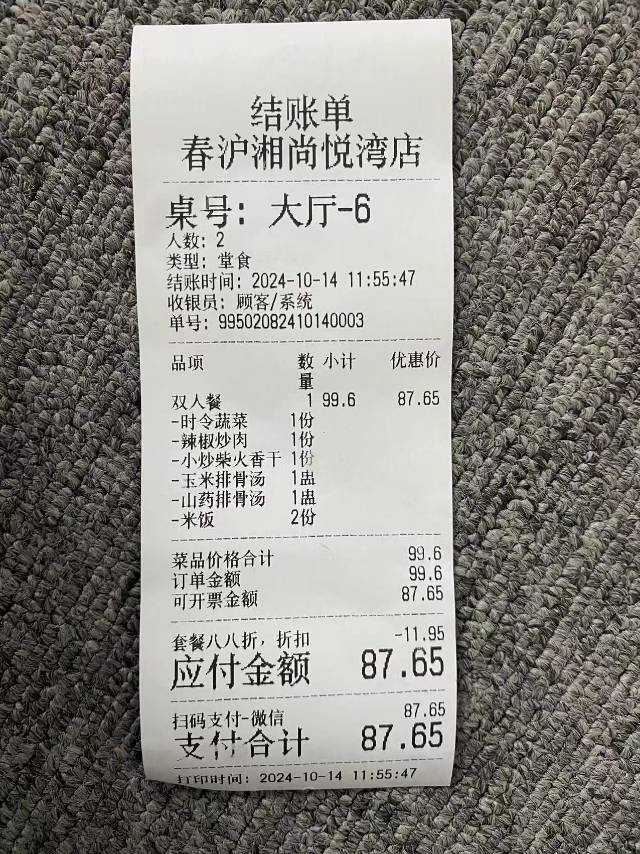 结账单
春沪湘尚悦湾店
桌号: 大厅-6
人数: 2
类型: 堂食
结账时间: 2024-10-14 11:55:47
收银员: 顾客/系统
单号: 99502082410140003
品项 数量 小计 优惠价
双人餐 1 99.6 87.65
-时令蔬菜 1份
-辣椒炒肉 1份
-小炒柴火香干 1份
-玉米排骨汤 1盅
-山药排骨汤 1盅
-米饭 2份
菜品价格合计 99.6
订单金额 99.6
可开票金额 87.65
套餐八八折，折扣 -11.95
应付金额 87.65
扫码支付-微信 87.65
支付合计 87.65
打印时间: 2024-10-14 11:55:47